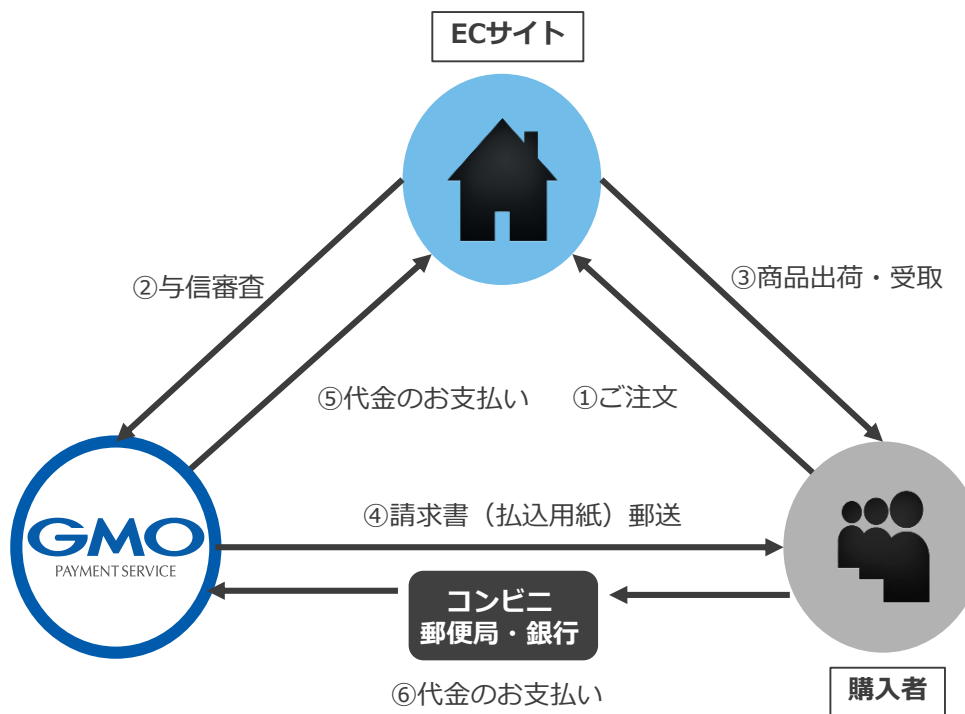 ECサイト
②与信審査
③商品出荷・受取
⑤代金のお支払い
①ご注文
④請求書（払込用紙）郵送
GMO
PAYMENT SERVICE
コンビニ
郵便局・銀行
⑥代金のお支払い
購入者